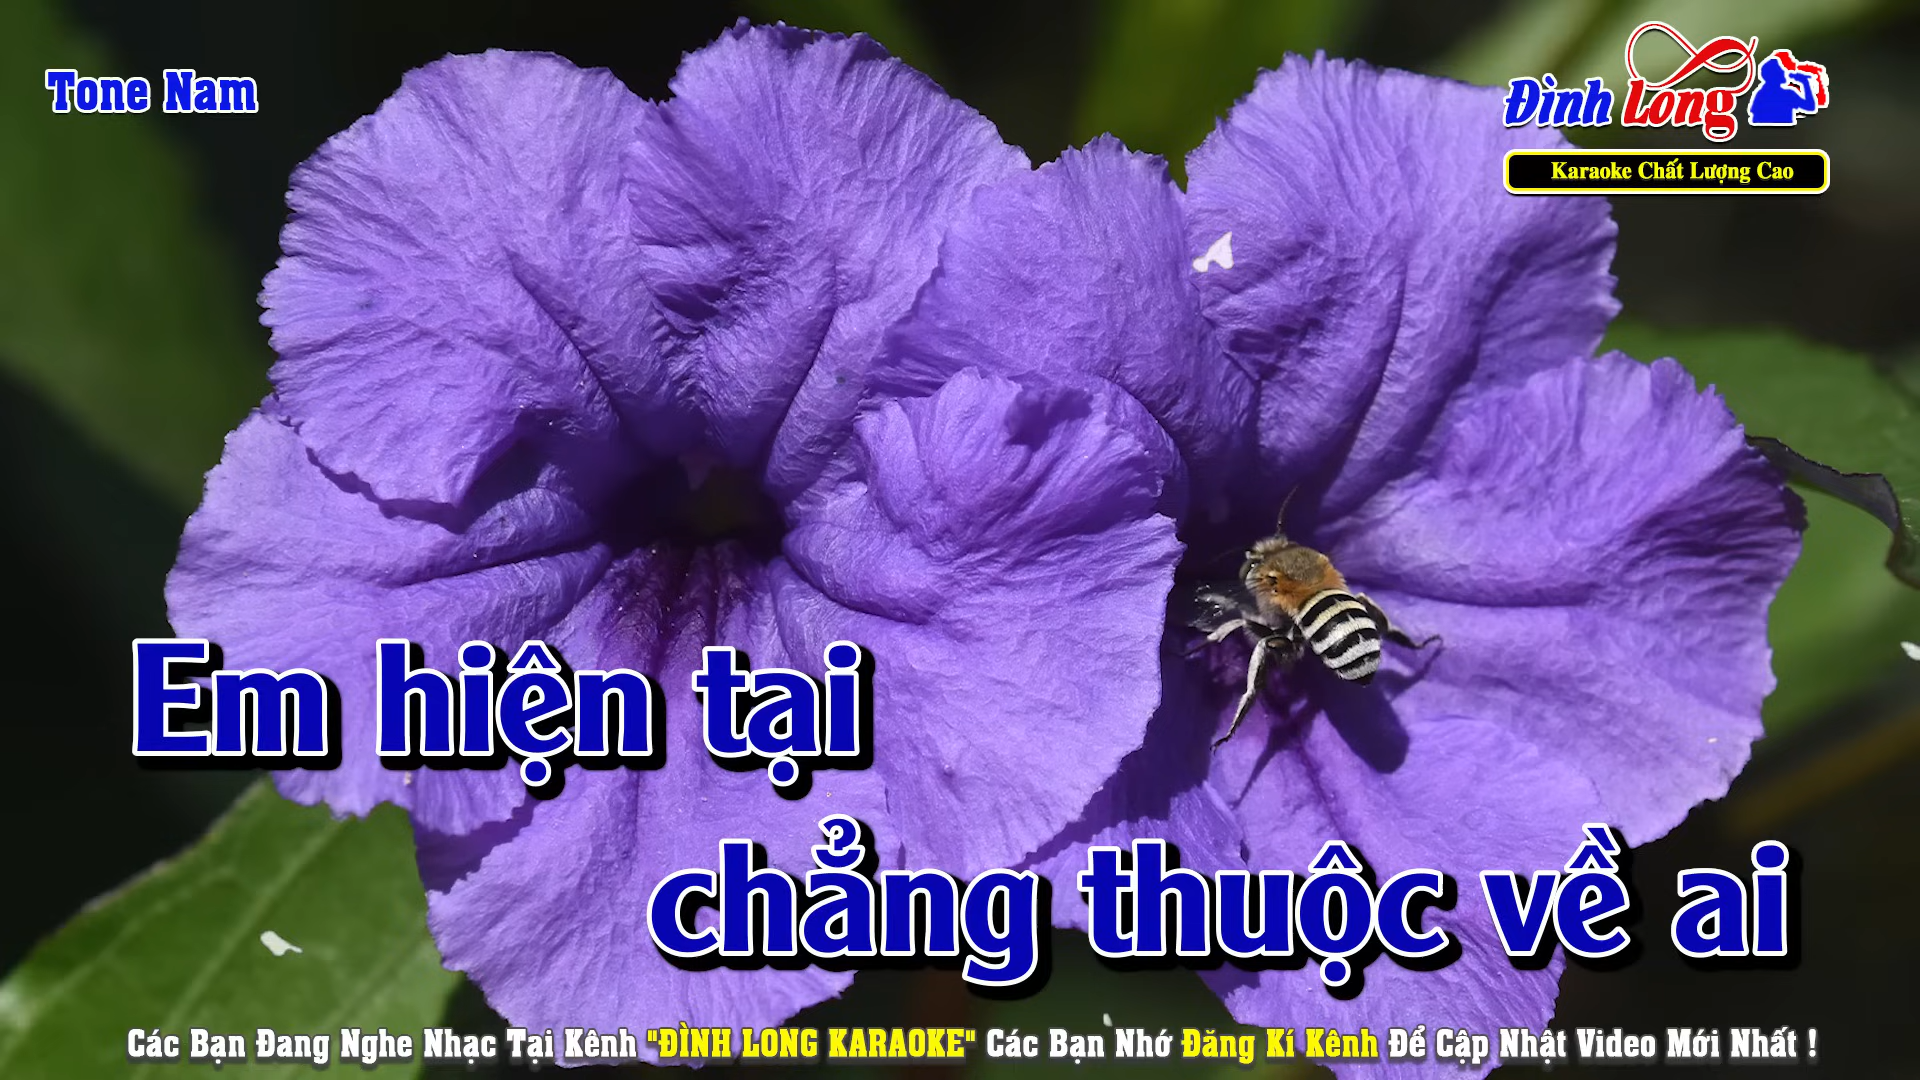 Tone Nam
Đình Long
Karaoke Chất Lượng Cao
Em hiện tại
chẳng thuộc về ai
Các Bạn Đang Nghe Nhạc Tại Kênh "ĐÌNH LONG KARAOKE" Các Bạn Nhớ Đăng Kí Kênh Để Cập Nhật Video Mới Nhất !